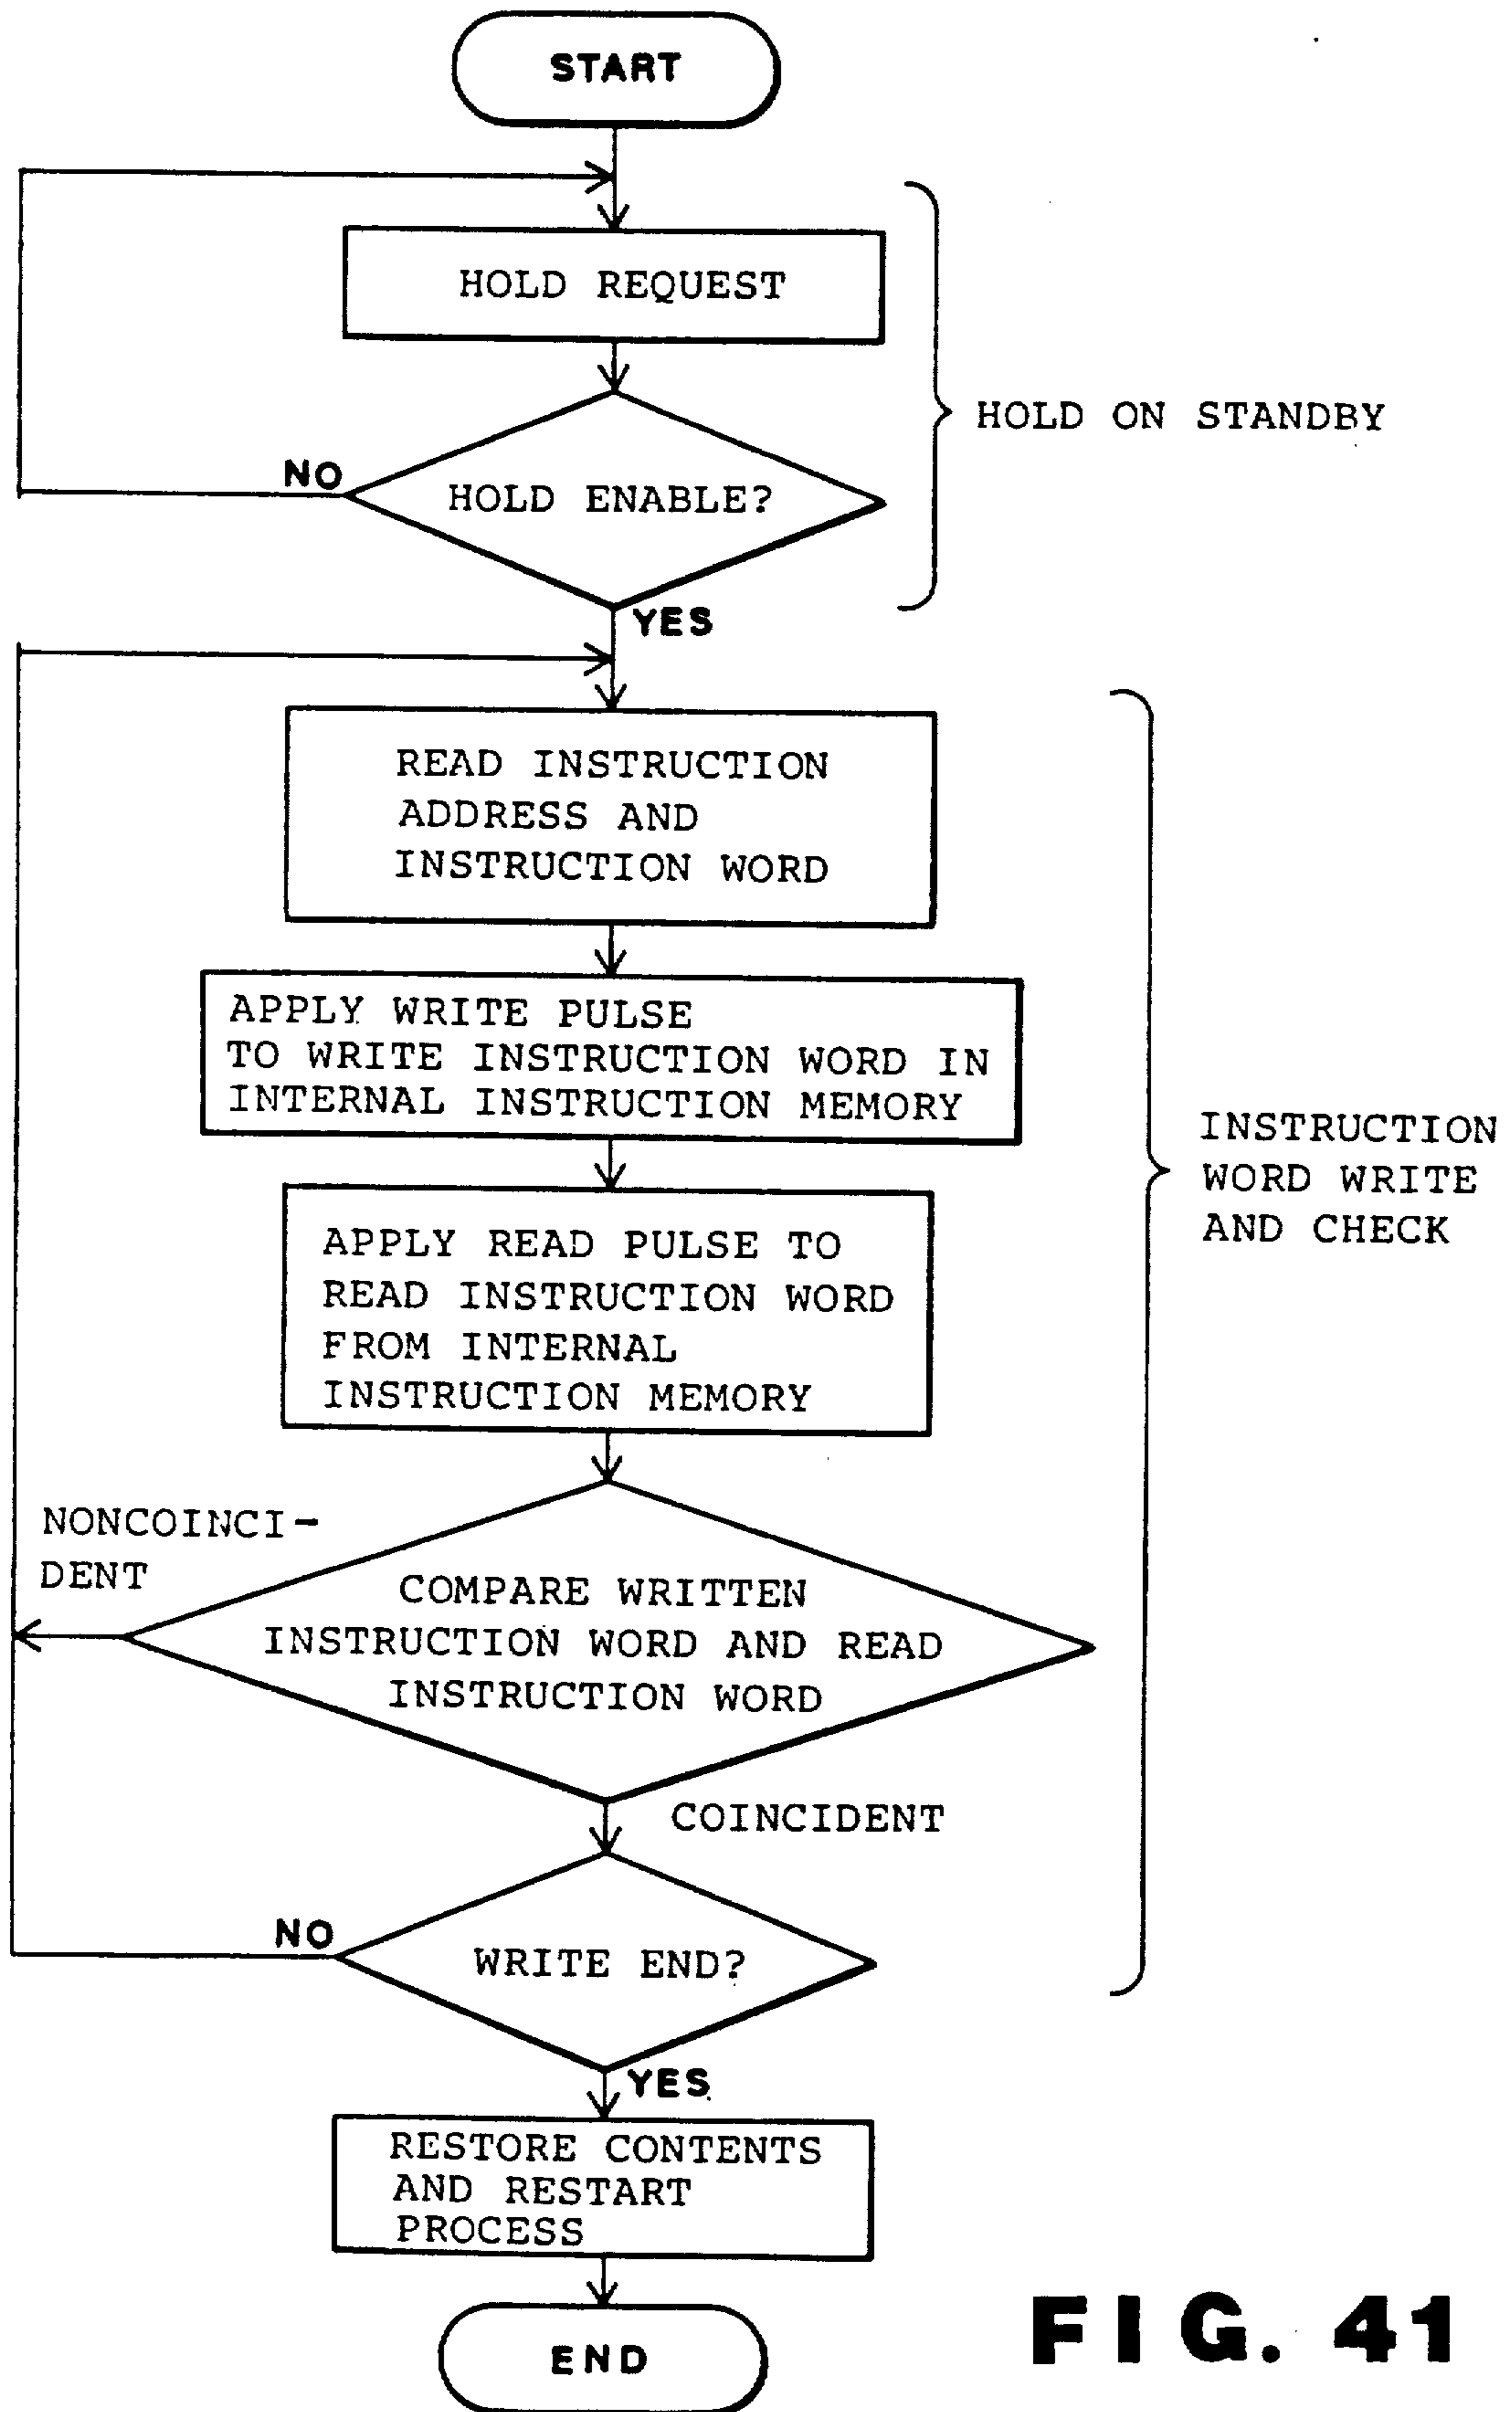 START
HOLD REQUEST
HOLD ON STANDBY
NO
HOLD ENABLE?
YES
READ INSTRUCTION
ADDRESS AND
INSTRUCTION WORD
APPLY WRITE PULSE
TO WRITE INSTRUCTION WORD IN
INTERNAL INSTRUCTION MEMORY
INSTRUCTION
WORD WRITE
AND CHECK
APPLY READ PULSE TO
READ INSTRUCTION WORD
FROM INTERNAL
INSTRUCTION MEMORY
NONCOINCI-
DENT
COMPARE WRITTEN
INSTRUCTION WORD AND READ
INSTRUCTION WORD
COINCIDENT
NO
WRITE END?
YES
RESTORE CONTENTS
AND RESTART
PROCESS
END
FIG. 41